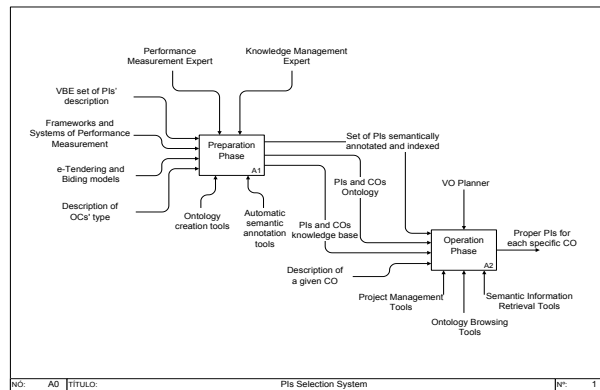 Performance
Measurement Expert
Knowledge Management
Expert
VBE set of PIs'
description
Frameworks and
Systems of Performance
Measurement
e-Tendering and
Biding models
Description of
OCs' type
Preparation
Phase
A1
Ontology
creation tools
Automatic
semantic
annotation
tools
Set of PIs semantically
annotated and indexed
PIs and COs
Ontology
PIs and COs
knowledge base
VO Planner
Description of
a given CO
Operation
Phase
A2
Proper PIs for
each specific CO
Project Management
Tools
Semantic Information
Retrieval Tools
Ontology Browsing
Tools
NÓ: A0 TÍTULO: PIs Selection System Nº: 1